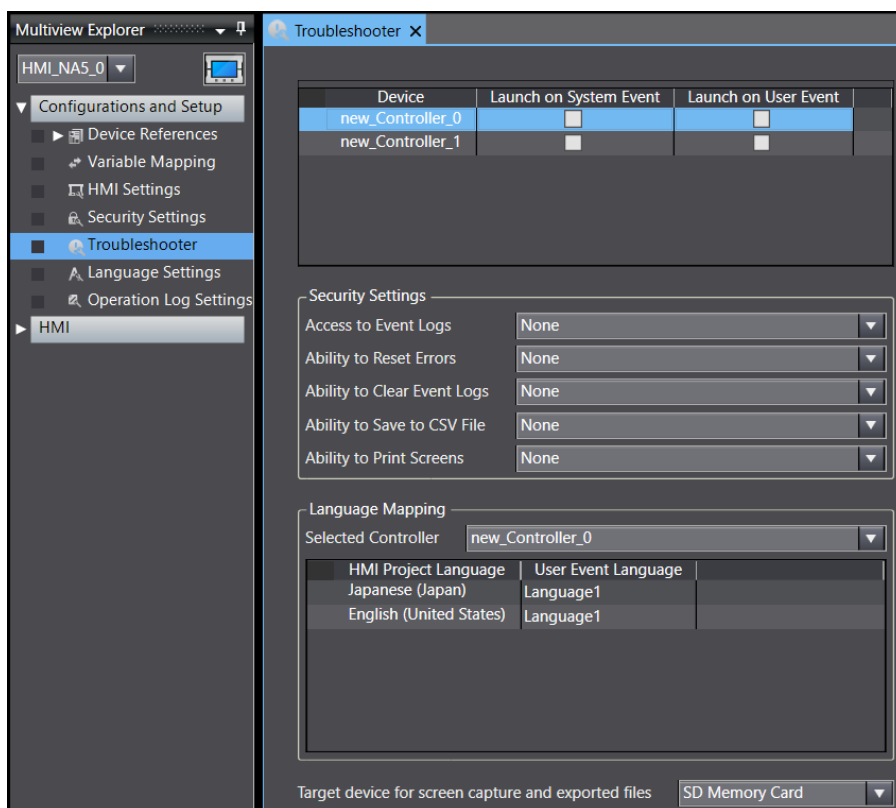 Multiview Explorer
HMI_NA5_0
Configurations and Setup
Device References
Variable Mapping
HMI Settings
Security Settings
Troubleshooter
Language Settings
Operation Log Settings
HMI
Troubleshooter
Device Launch on System Event Launch on User Event
new_Controller_0
new_Controller_1
Security Settings
Access to Event Logs None
Ability to Reset Errors None
Ability to Clear Event Logs None
Ability to Save to CSV File None
Ability to Print Screens None
Language Mapping
Selected Controller new_Controller_0
HMI Project Language User Event Language
Japanese (Japan) Language1
English (United States) Language1
Target device for screen capture and exported files SD Memory Card